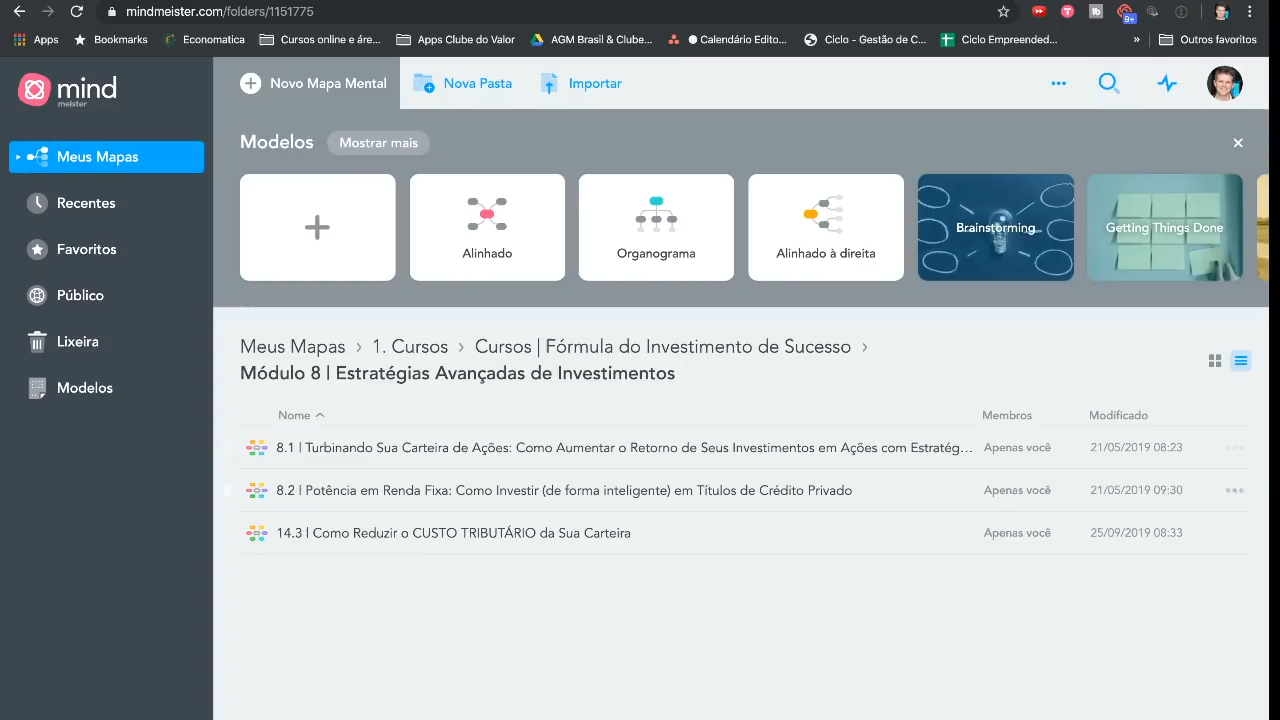 mindmeister.com/folders/1151775
9+
Apps
Bookmarks
Economatica
Cursos online e áre...
Apps Clube do Valor
AGM Brasil & Clube...
Calendário Edito...
Ciclo - Gestão de C...
Ciclo Empreended...
»
Outros favoritos
mind
meister
Novo Mapa Mental
Nova Pasta
Importar
Meus Mapas
Recentes
Favoritos
Público
Lixeira
Modelos
Modelos
Mostrar mais
Alinhado
Organograma
Alinhado à direita
Brainstorming
Getting Things Done
Meus Mapas › 1. Cursos › Cursos | Fórmula do Investimento de Sucesso ›
Módulo 8 | Estratégias Avançadas de Investimentos
Nome
Membros
Modificado
8.1 | Turbinando Sua Carteira de Ações: Como Aumentar o Retorno de Seus Investimentos em Ações com Estratég... Apenas você 21/05/2019 08:23
8.2 | Potência em Renda Fixa: Como Investir (de forma inteligente) em Títulos de Crédito Privado Apenas você 21/05/2019 09:30
14.3 | Como Reduzir o CUSTO TRIBUTÁRIO da Sua Carteira Apenas você 25/09/2019 08:33